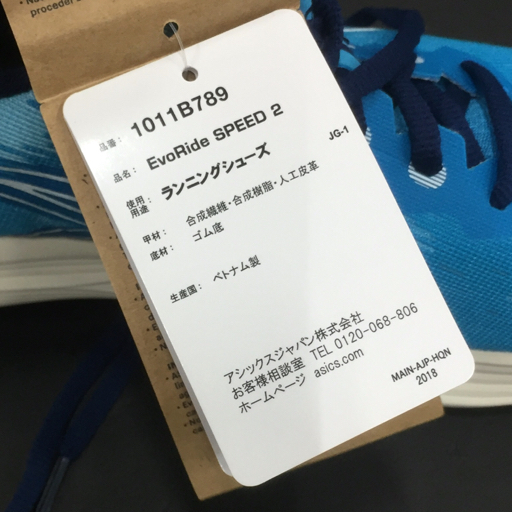 品番: 1011B789
品名: EvoRide SPEED 2
JG-1
使用用途: ランニングシューズ
甲材: 合成繊維・合成樹脂・人工皮革
底材: ゴム底
生産国: ベトナム製
アシックスジャパン株式会社
お客様相談室 TEL 0120-068-806
ホームページ asics.com
MAIN-AJP-HQN
2018